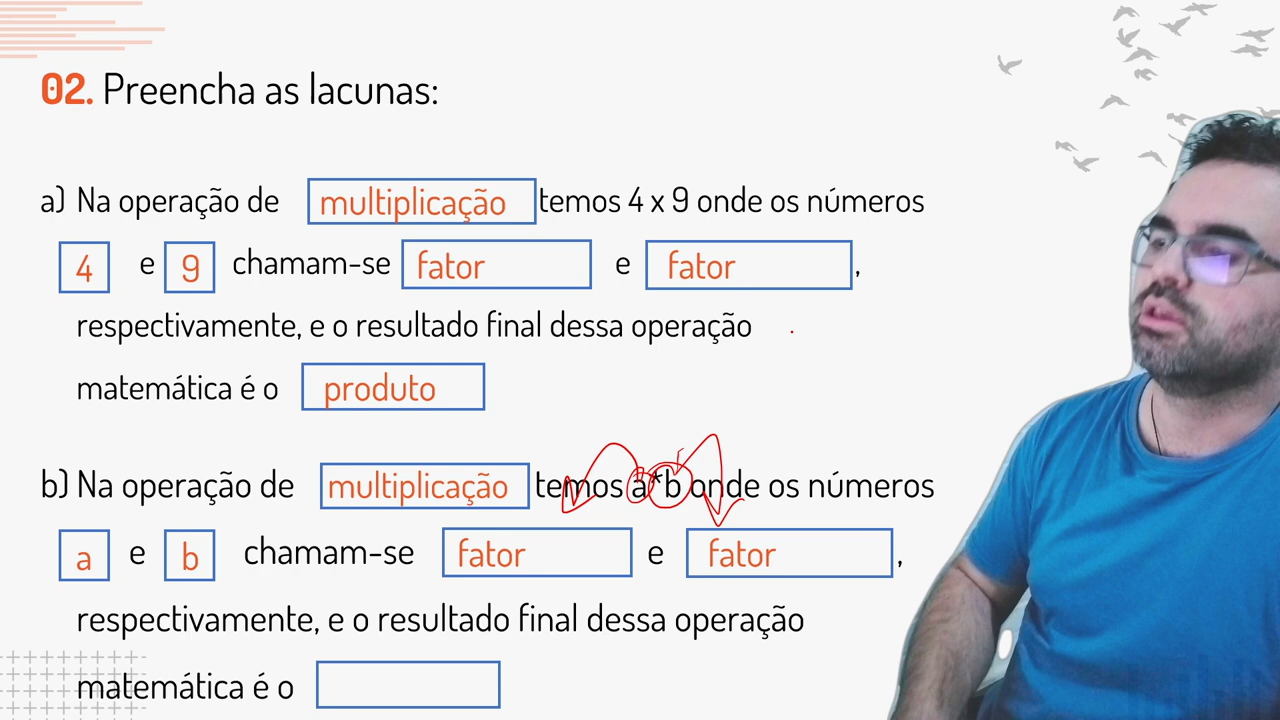 02. Preencha as lacunas:
a) Na operação de multiplicação temos 4 x 9 onde os números
4 e 9 chamam-se fator e fator,
respectivamente, e o resultado final dessa operação
matemática é o produto
b) Na operação de multiplicação temos a*b onde os números
a e b chamam-se fator e fator,
respectivamente, e o resultado final dessa operação
matemática é o